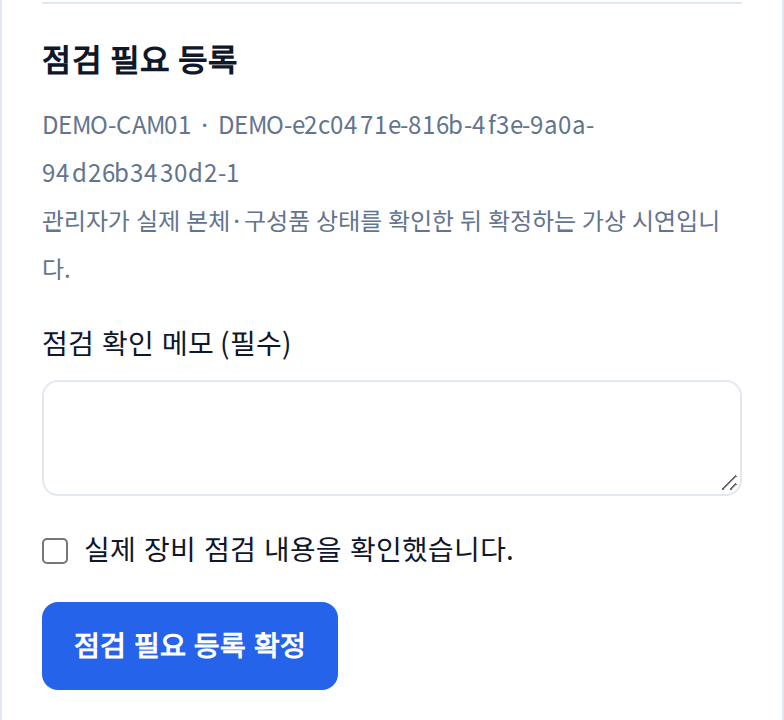 점검 필요 등록
DEMO-CAM01 · DEMO-e2c0471e-816b-4f3e-9a0a-
94d26b3430d2-1
관리자가 실제 본체·구성품 상태를 확인한 뒤 확정하는 가상 시연입니
다.
점검 확인 메모 (필수)
실제 장비 점검 내용을 확인했습니다.
점검 필요 등록 확정